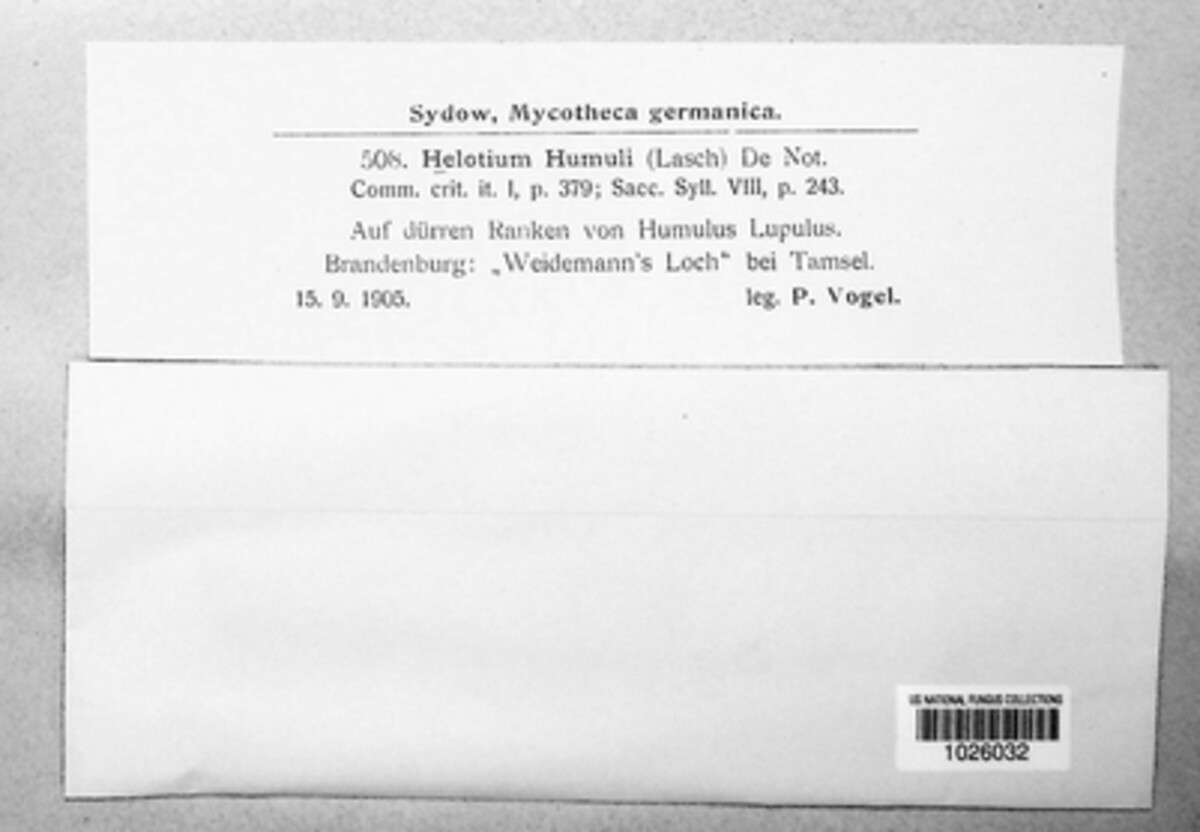 Sydow, Mycotheca germanica.
508. Helotium Humuli (Lasch) De Not.
Comm. crit. it. I, p. 379; Sacc. Syll. VIII, p. 243.
Auf dürren Ranken von Humulus Lupulus.
Brandenburg: „Weidemann's Loch“ bei Tamsel.
15. 9. 1905. leg. P. Vogel.
US NATIONAL FUNGUS COLLECTIONS
1026032